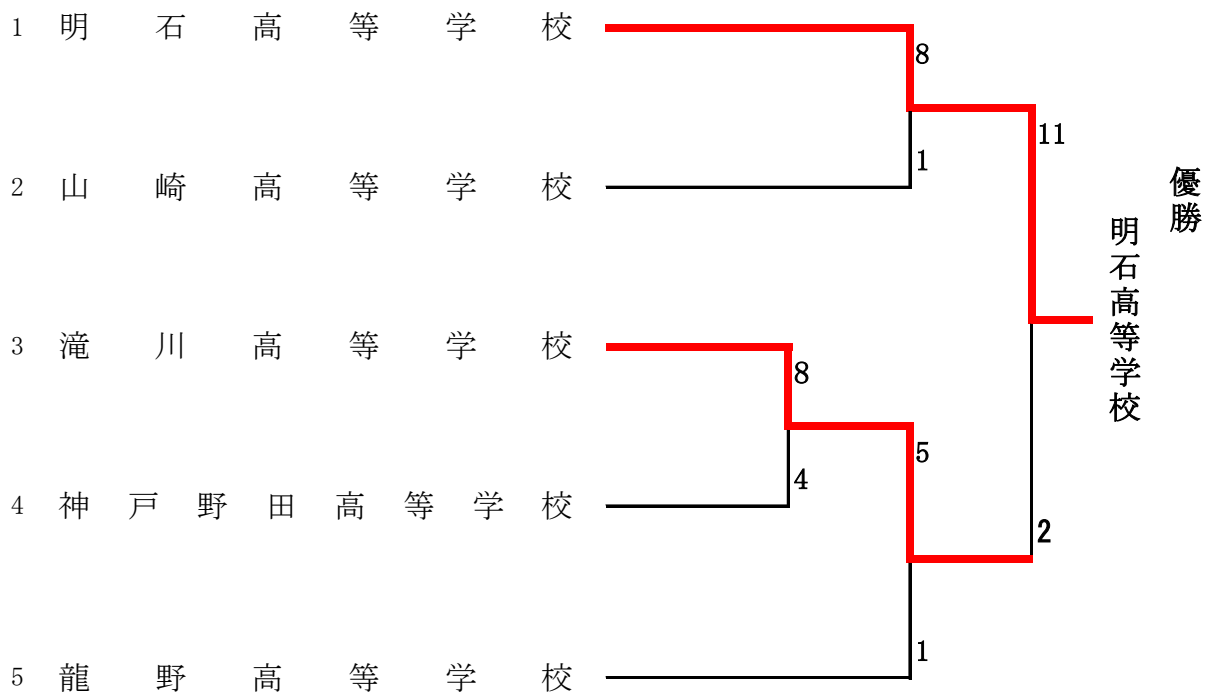 1 明石高等学校
8
11
1
2 山崎高等学校
優勝
明石高等学校
3 滝川高等学校
8
5
4
4 神戸野田高等学校
2
1
5 龍野高等学校